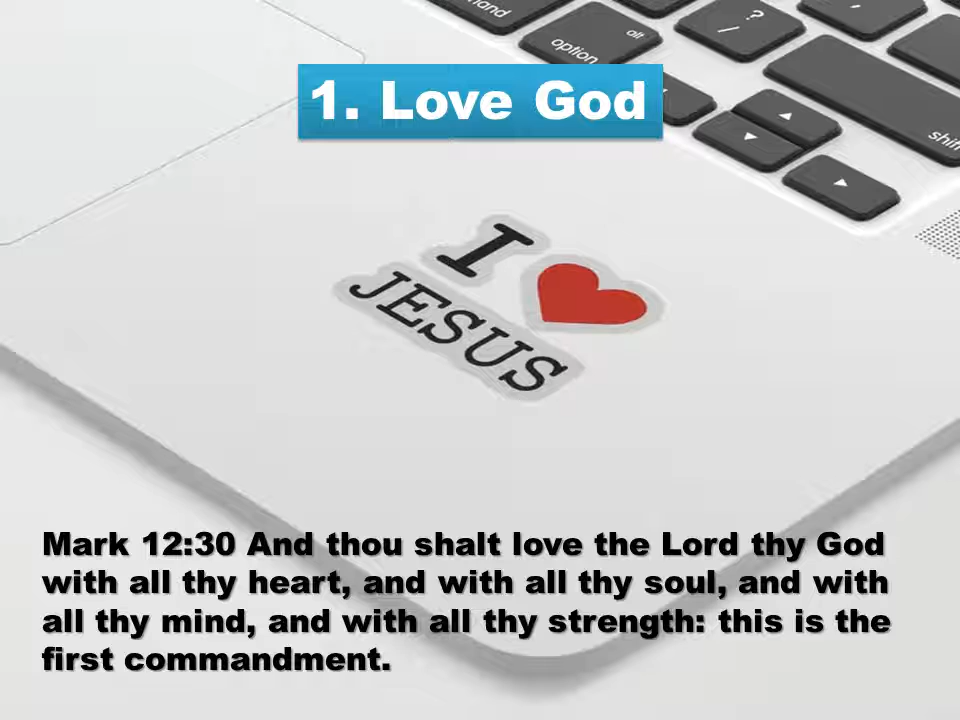 hand
alt
option
?
/
1. Love God
shift
I
JESUS
Mark 12:30 And thou shalt love the Lord thy God
with all thy heart, and with all thy soul, and with
all thy mind, and with all thy strength: this is the
first commandment.